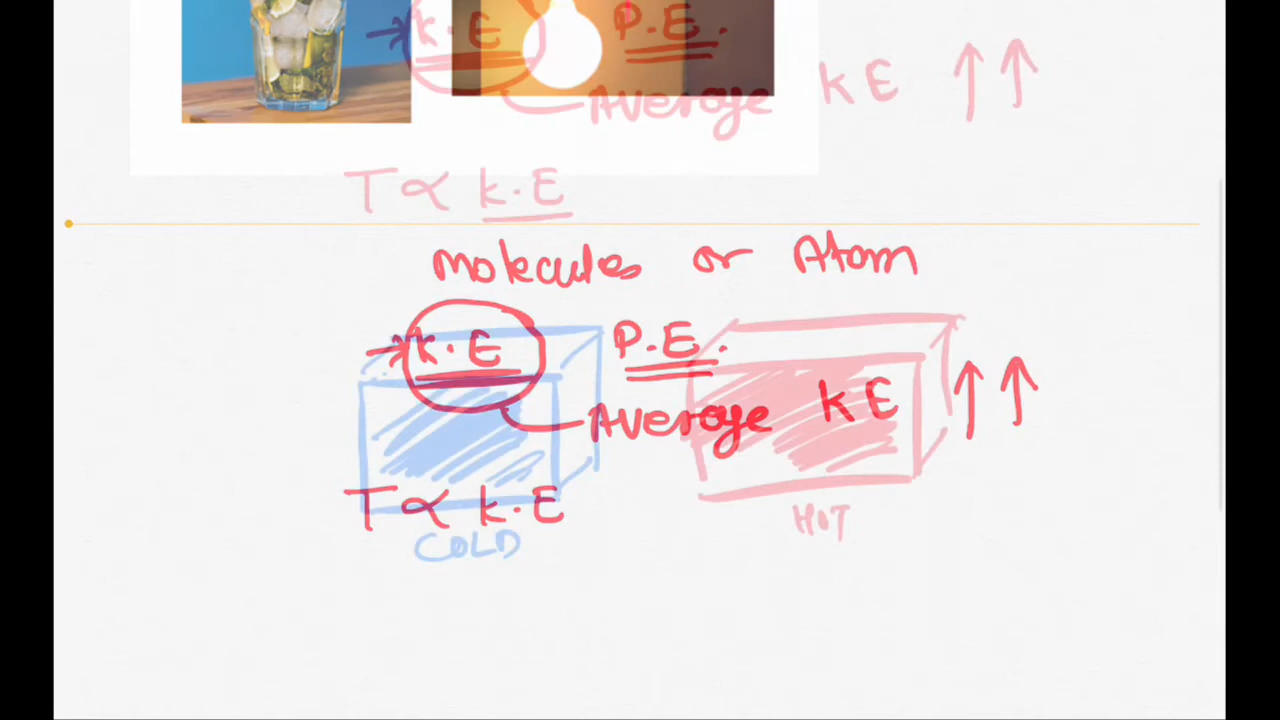 k.E P.E.
Average KE ↑↑
T ∝ k.E
molecules or Atom
k.E P.E.
Average KE ↑↑
T ∝ k.E
COLD
HOT